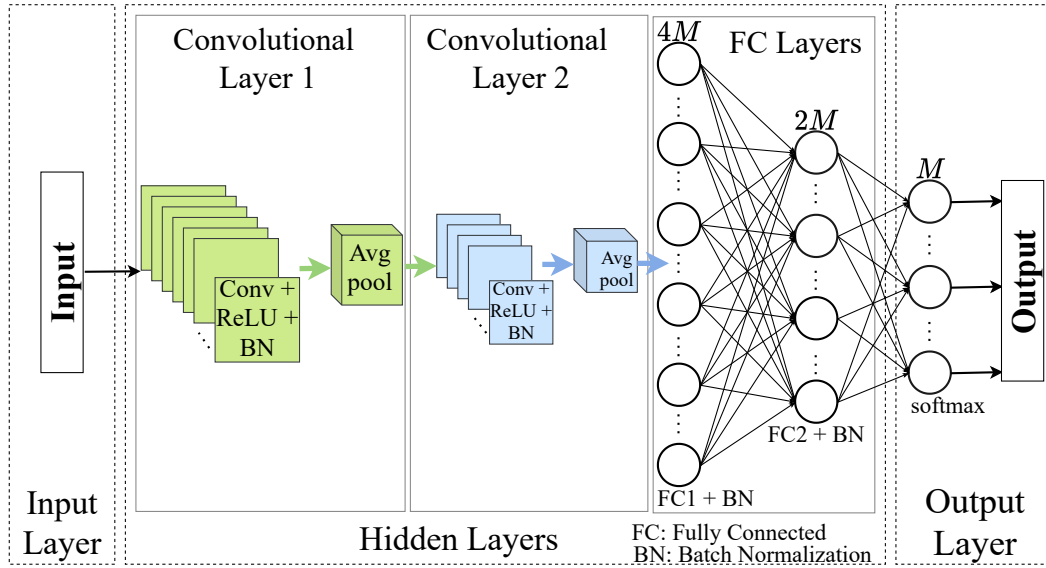 Input
Input
Layer
Convolutional
Layer 1
Conv +
ReLU +
BN
Avg
pool
Convolutional
Layer 2
Conv +
ReLU +
BN
Avg
pool
FC Layers
4M
FC1 + BN
2M
FC2 + BN
Hidden Layers
FC: Fully Connected
BN: Batch Normalization
M
softmax
Output
Output
Layer